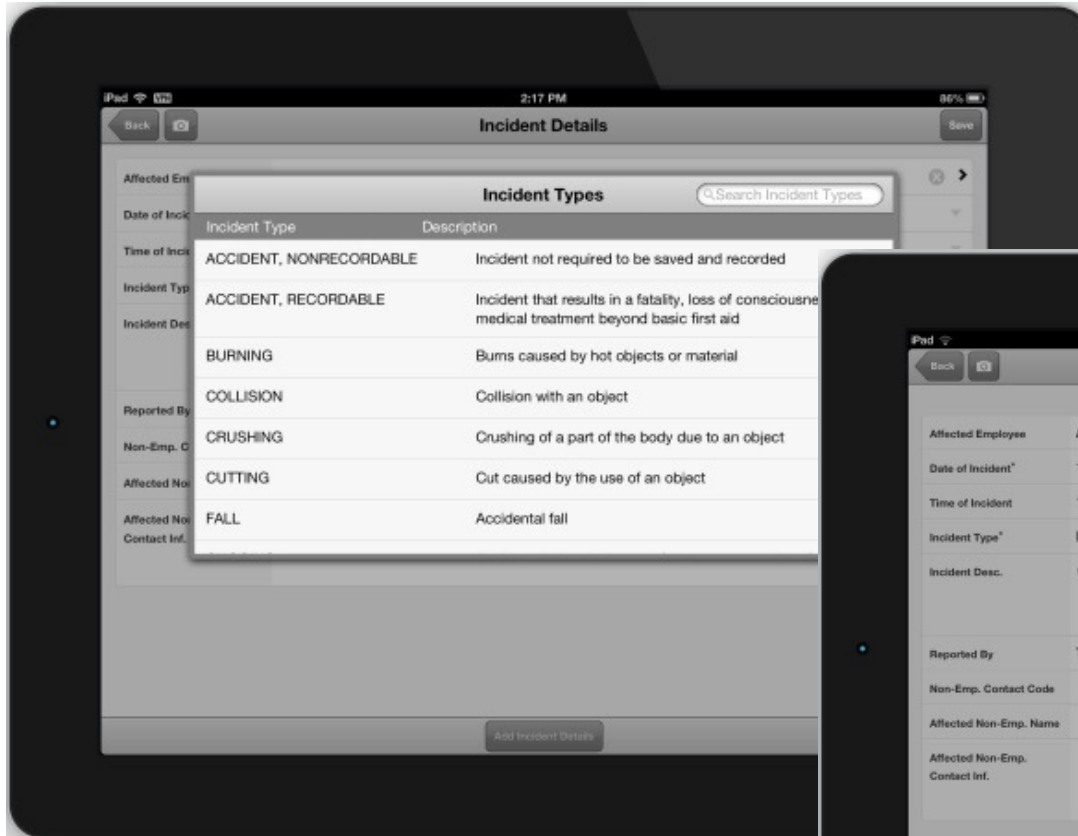 iPad VPN 2:17 PM 86%
Back Incident Details Save
Affected Em
Date of Incid
Time of Incid
Incident Typ
Incident Des
Reported By
Non-Emp. C
Affected Non
Affected Non
Contact Inf.
Incident Types Search Incident Types
Incident Type Description
ACCIDENT, NONRECORDABLE Incident not required to be saved and recorded
ACCIDENT, RECORDABLE Incident that results in a fatality, loss of consciousne
medical treatment beyond basic first aid
BURNING Burns caused by hot objects or material
COLLISION Collision with an object
CRUSHING Crushing of a part of the body due to an object
CUTTING Cut caused by the use of an object
FALL Accidental fall
Add Incident Details
iPad
Back
Affected Employee
Date of Incident*
Time of Incident
Incident Type*
Incident Desc.
Reported By
Non-Emp. Contact Code
Affected Non-Emp. Name
Affected Non-Emp.
Contact Inf.